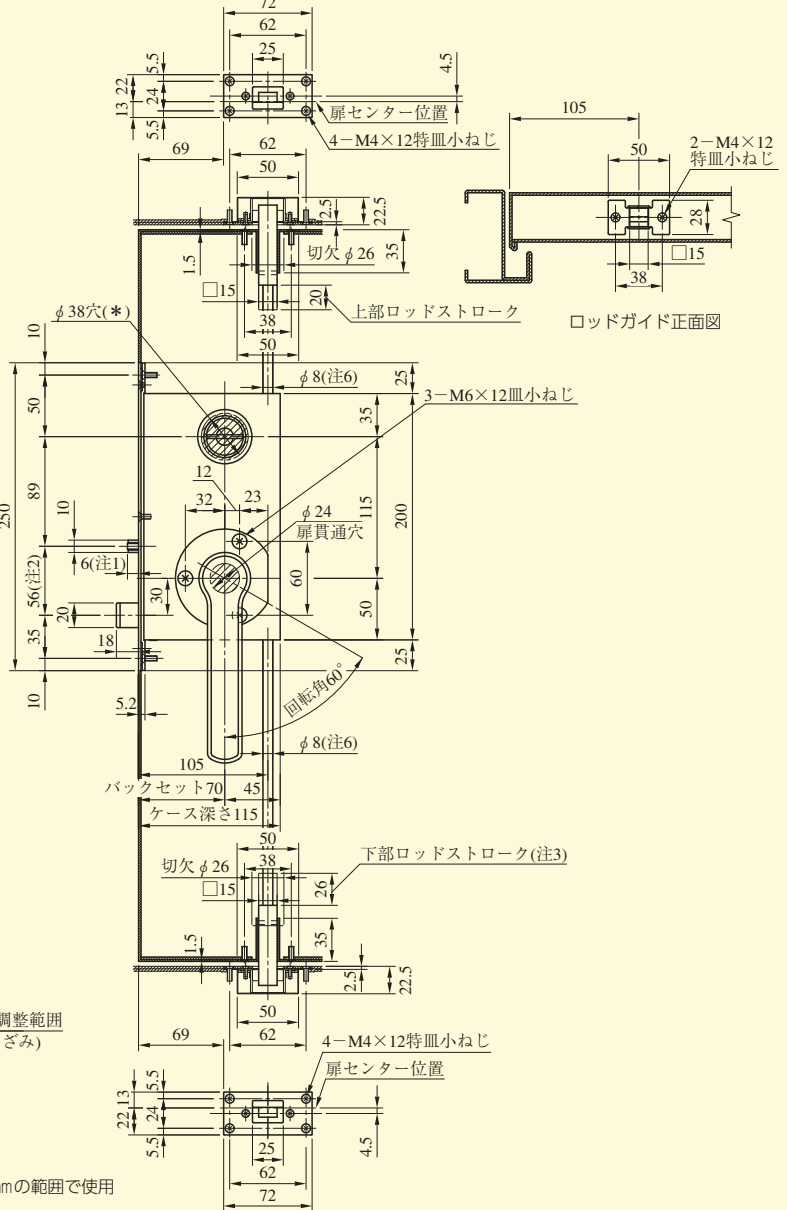 72
62
25
5.5
22
24
13
5.5
4.5
扉センター位置
4−M4×12特皿小ねじ
69
62
50
2.5
22.5
1.5
切欠φ26
35
□15
20
上部ロッドストローク
38
50
105
50
2−M4×12
特皿小ねじ
28
□15
38
ロッドガイド正面図
φ38穴(*)
10
φ8(注6)
25
3−M6×12皿小ねじ
50
35
12
32
23
φ24
扉貫通穴
89
10
250
115
200
6(注1)
56(注2)
30
60
20
50
18
35
25
10
5.2
回転角60°
φ8(注6)
105
バックセット70
45
ケース深さ115
50
切欠φ26
38
下部ロッドストローク(注3)
□15
26
1.5
35
2.5
22.5
50
調整範囲
ざみ)
69
62
4−M4×12特皿小ねじ
扉センター位置
5.5
13
24
22
5.5
25
4.5
62
72
mの範囲で使用